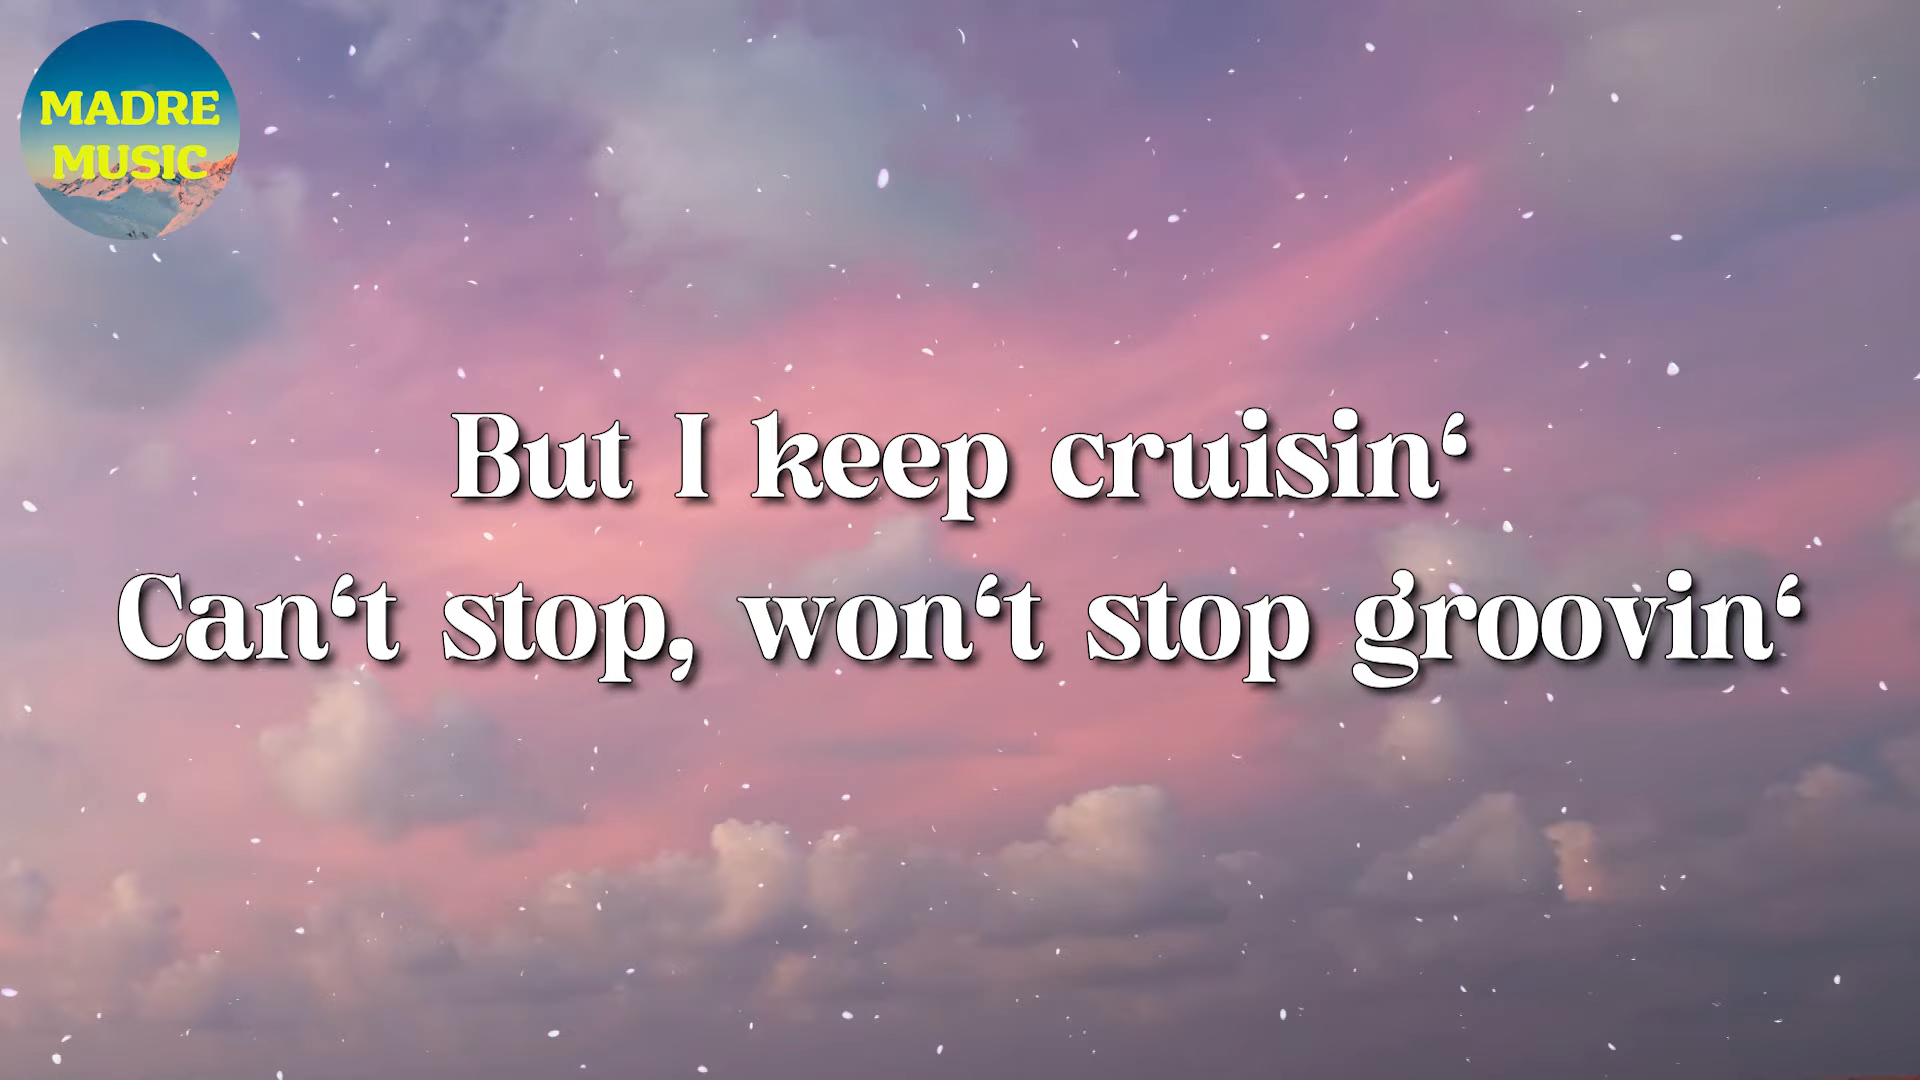 MADRE
MUSIC
But I keep cruisin‘
Can‘t stop, won‘t stop groovin‘